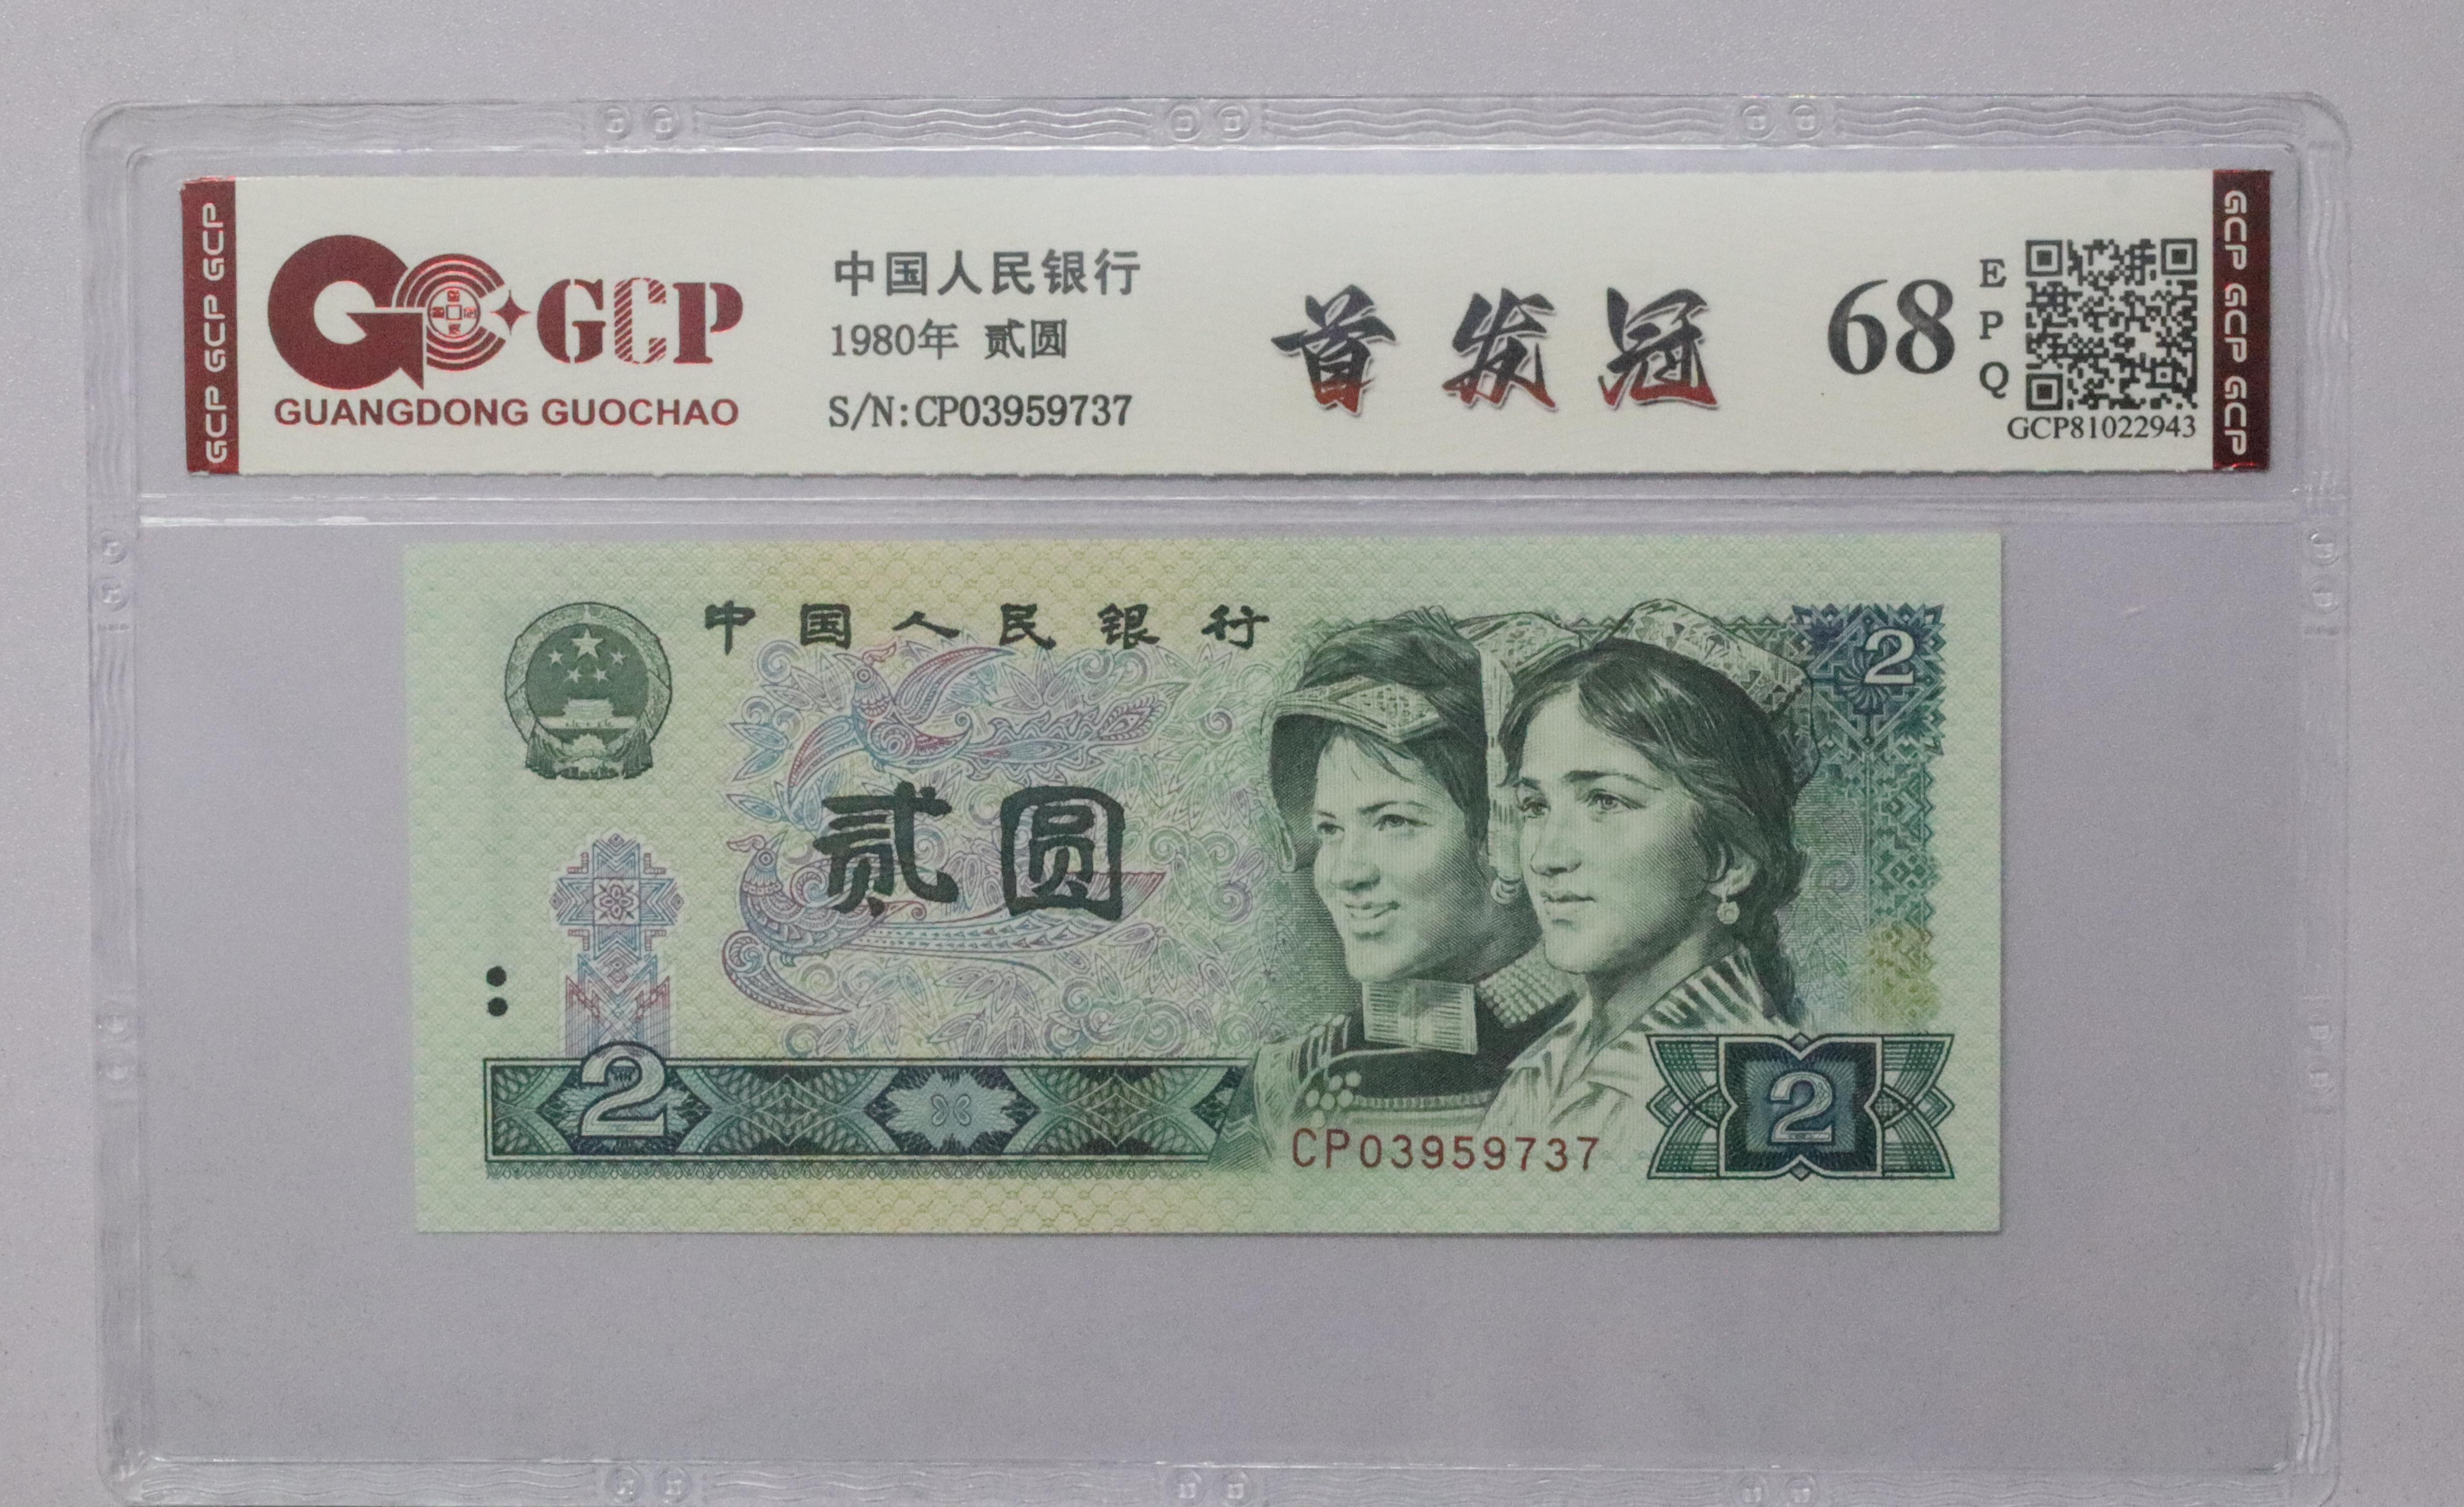 GCP GCP GCP
GCP
GUANGDONG GUOCHAO
中国人民银行
1980年 贰圆
S/N:CP03959737
首发冠
68
EPQ
GCP81022943
GCP GCP GCP
中国人民银行
2
贰圆
2
2
CP03959737